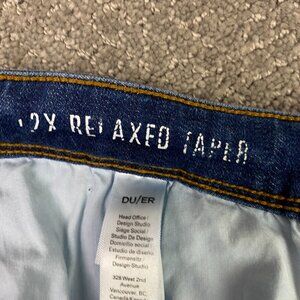 RELAXED TAPER
DU/ER
Head Office /
Design Studio
Siège Social /
Studio De Design
Domicilio social /
Estudio de diseño
Firmensitz /
Design-Studio
328 West 2nd
Avenue
Vancouver, BC,